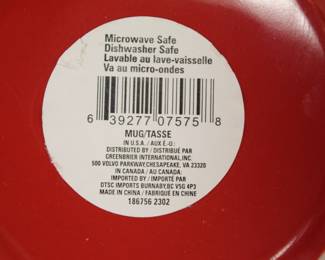 Microwave Safe
Dishwasher Safe
Lavable au lave-vaisselle
Va au micro-ondes
6 39277 07575 8
MUG/TASSE
IN U.S.A. / AUX É.-U.:
DISTRIBUTED BY / DISTRIBUÉ PAR
GREENBRIER INTERNATIONAL, INC.
500 VOLVO PARKWAY, CHESAPEAKE, VA 23320
IN CANADA / AU CANADA:
IMPORTED BY / IMPORTÉ PAR
DTSC IMPORTS BURNABY, BC V5G 4P3
MADE IN CHINA / FABRIQUÉ EN CHINE
186756 2302